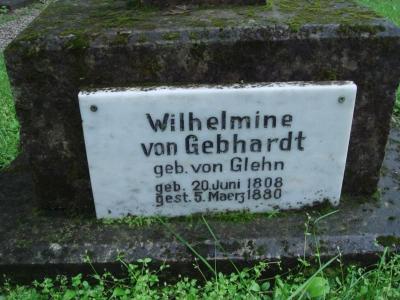 Wilhelmine
von Gebhardt
geb. von Glehn
geb. 20 Juni 1808
gest. 5. Maerz 1880